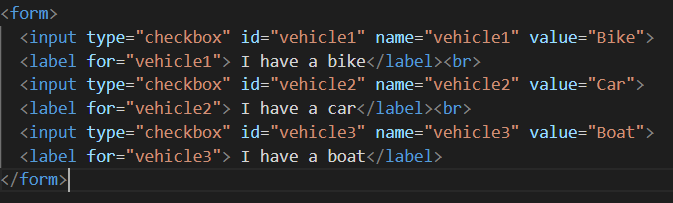 <form>
<input type="checkbox" id="vehicle1" name="vehicle1" value="Bike">
<label for="vehicle1"> I have a bike</label><br>
<input type="checkbox" id="vehicle2" name="vehicle2" value="Car">
<label for="vehicle2"> I have a car</label><br>
<input type="checkbox" id="vehicle3" name="vehicle3" value="Boat">
<label for="vehicle3"> I have a boat</label>
</form>